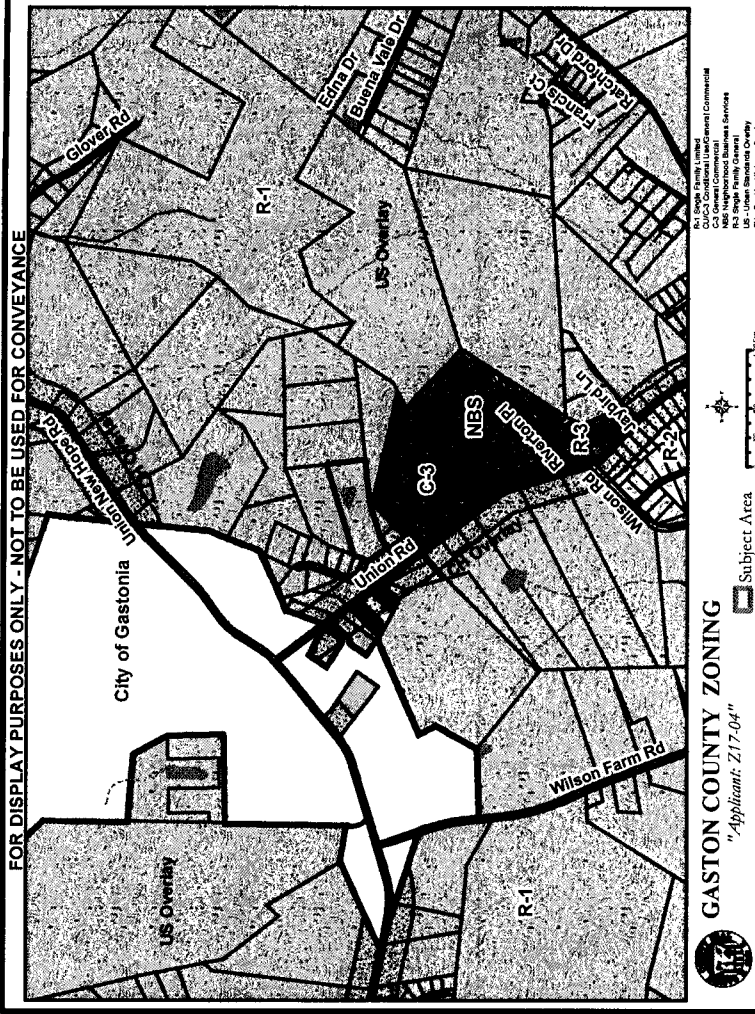 FOR DISPLAY PURPOSES ONLY - NOT TO BE USED FOR CONVEYANCE
Glover Rd
Edna Dr
Buena Vale Dr
R-1
Union New Hope Rd
US Overlay
Francis Ct
Ratchford Dr
City of Gastonia
C-3
NBS
Union Rd
CH Overlay
Riverton Pl
R-3
Jaybird Ln
Wilson Rd
R-2
US Overlay
Wilson Farm Rd
R-1
GASTON COUNTY ZONING
"Applicant: Z17-04"
Subject Area
R-1 Single Family Limited
CU/C-3 Conditional Use/General Commercial
C-3 General Commercial
NBS Neighborhood Business Services
R-3 Single Family General
US - Urban Standards Overlay